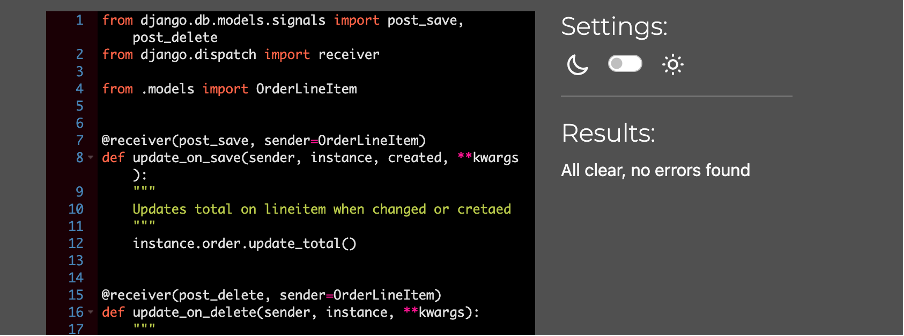 1 from django.db.models.signals import post_save,
post_delete
2 from django.dispatch import receiver
3
4 from .models import OrderLineItem
5
6
7 @receiver(post_save, sender=OrderLineItem)
8 def update_on_save(sender, instance, created, **kwargs
):
9 """
10 Updates total on lineitem when changed or cretaed
11 """
12 instance.order.update_total()
13
14
15 @receiver(post_delete, sender=OrderLineItem)
16 def update_on_delete(sender, instance, **kwargs):
17 """
Settings:
Results:
All clear, no errors found